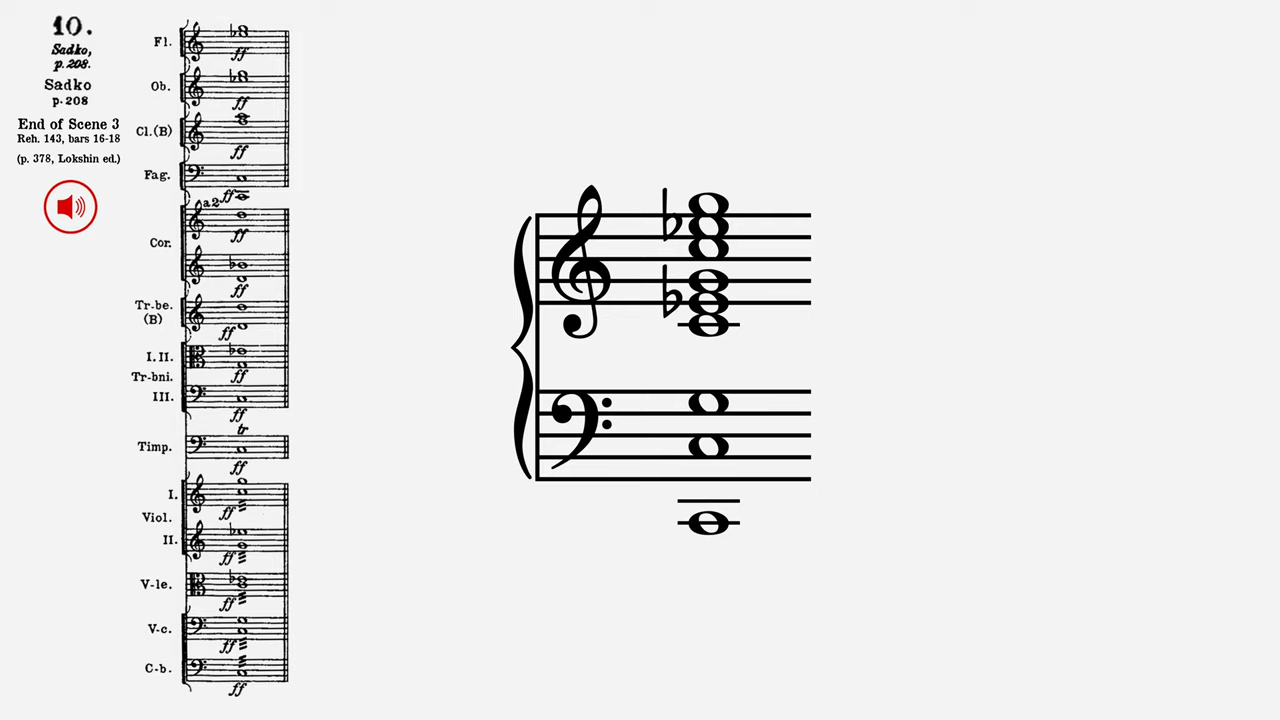 10.
Sadko,
p. 208.
Sadko
p. 208
End of Scene 3
Reh. 143, bars 16-18
(p. 378, Lokshin ed.)
Fl.
ff
Ob.
ff
Cl.(B)
ff
Fag.
ff
a2
Cor.
ff
ff
Tr-be.
(B)
ff
I. II.
ff
Tr-bni.
III.
ff
tr
Timp.
ff
I.
ff
Viol.
II.
ff
V-le.
ff
V-c.
ff
C-b.
ff